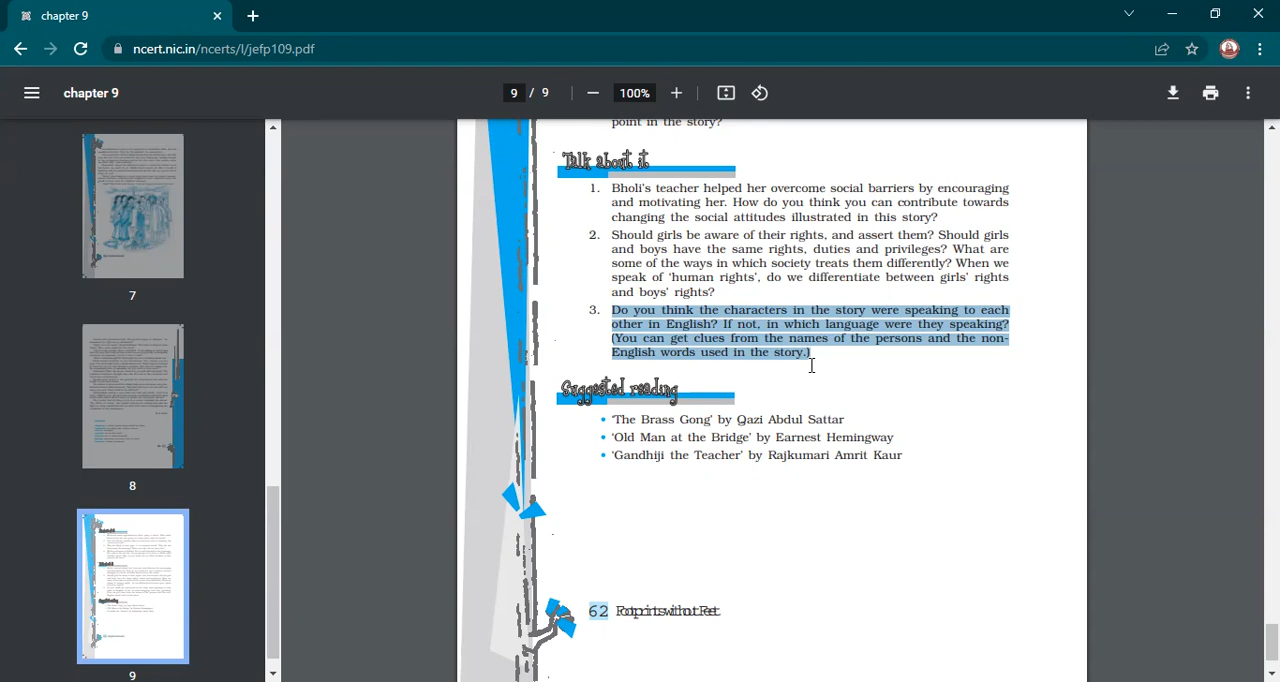 chapter 9
ncert.nic.in/ncerts/l/jefp109.pdf
chapter 9
9 / 9
100%
7
8
9
point in the story?
Talk about it
1. Bholi's teacher helped her overcome social barriers by encouraging
and motivating her. How do you think you can contribute towards
changing the social attitudes illustrated in this story?
2. Should girls be aware of their rights, and assert them? Should girls
and boys have the same rights, duties and privileges? What are
some of the ways in which society treats them differently? When we
speak of 'human rights', do we differentiate between girls' rights
and boys' rights?
3. Do you think the characters in the story were speaking to each
other in English? If not, in which language were they speaking?
(You can get clues from the names of the persons and the non-
English words used in the story.)
Suggested reading
• 'The Brass Gong' by Qazi Abdul Sattar
• 'Old Man at the Bridge' by Earnest Hemingway
• 'Gandhiji the Teacher' by Rajkumari Amrit Kaur
62